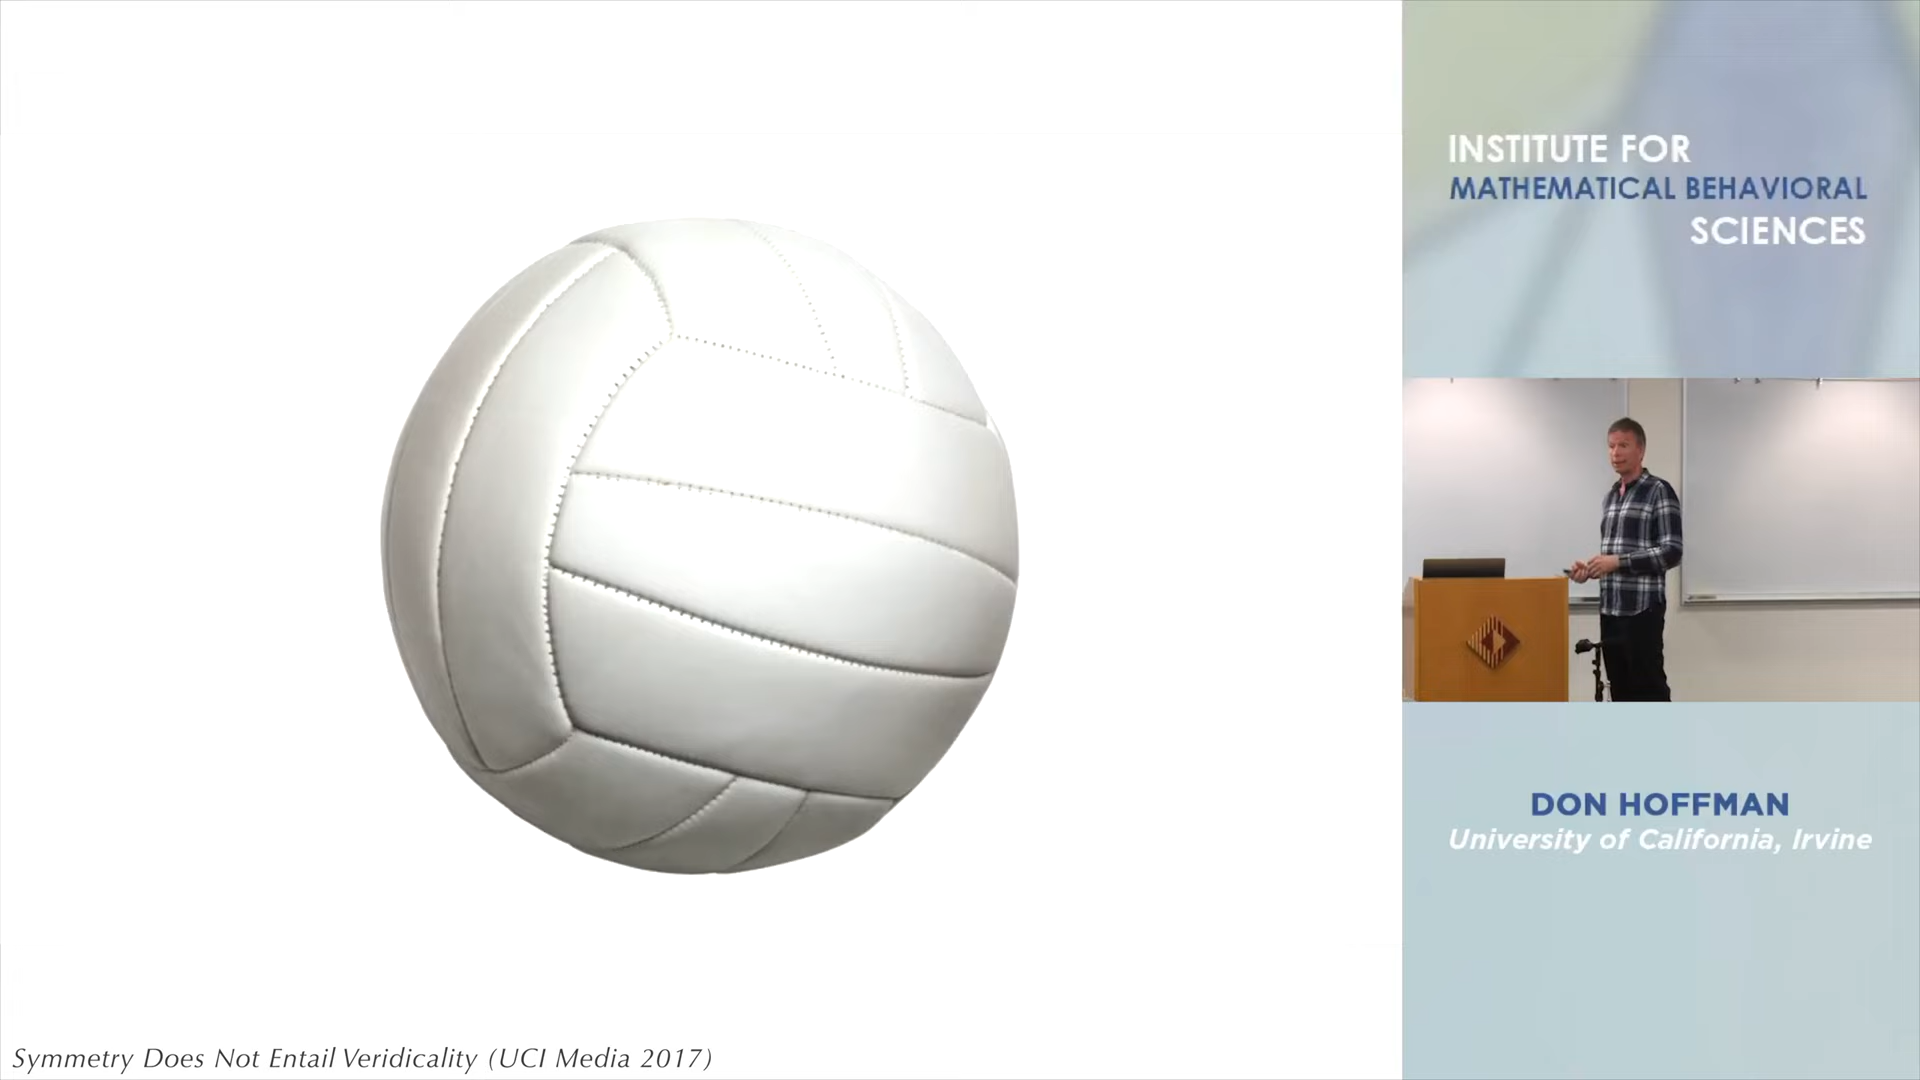 INSTITUTE FOR
MATHEMATICAL BEHAVIORAL
SCIENCES
DON HOFFMAN
University of California, Irvine
Symmetry Does Not Entail Veridicality (UCI Media 2017)